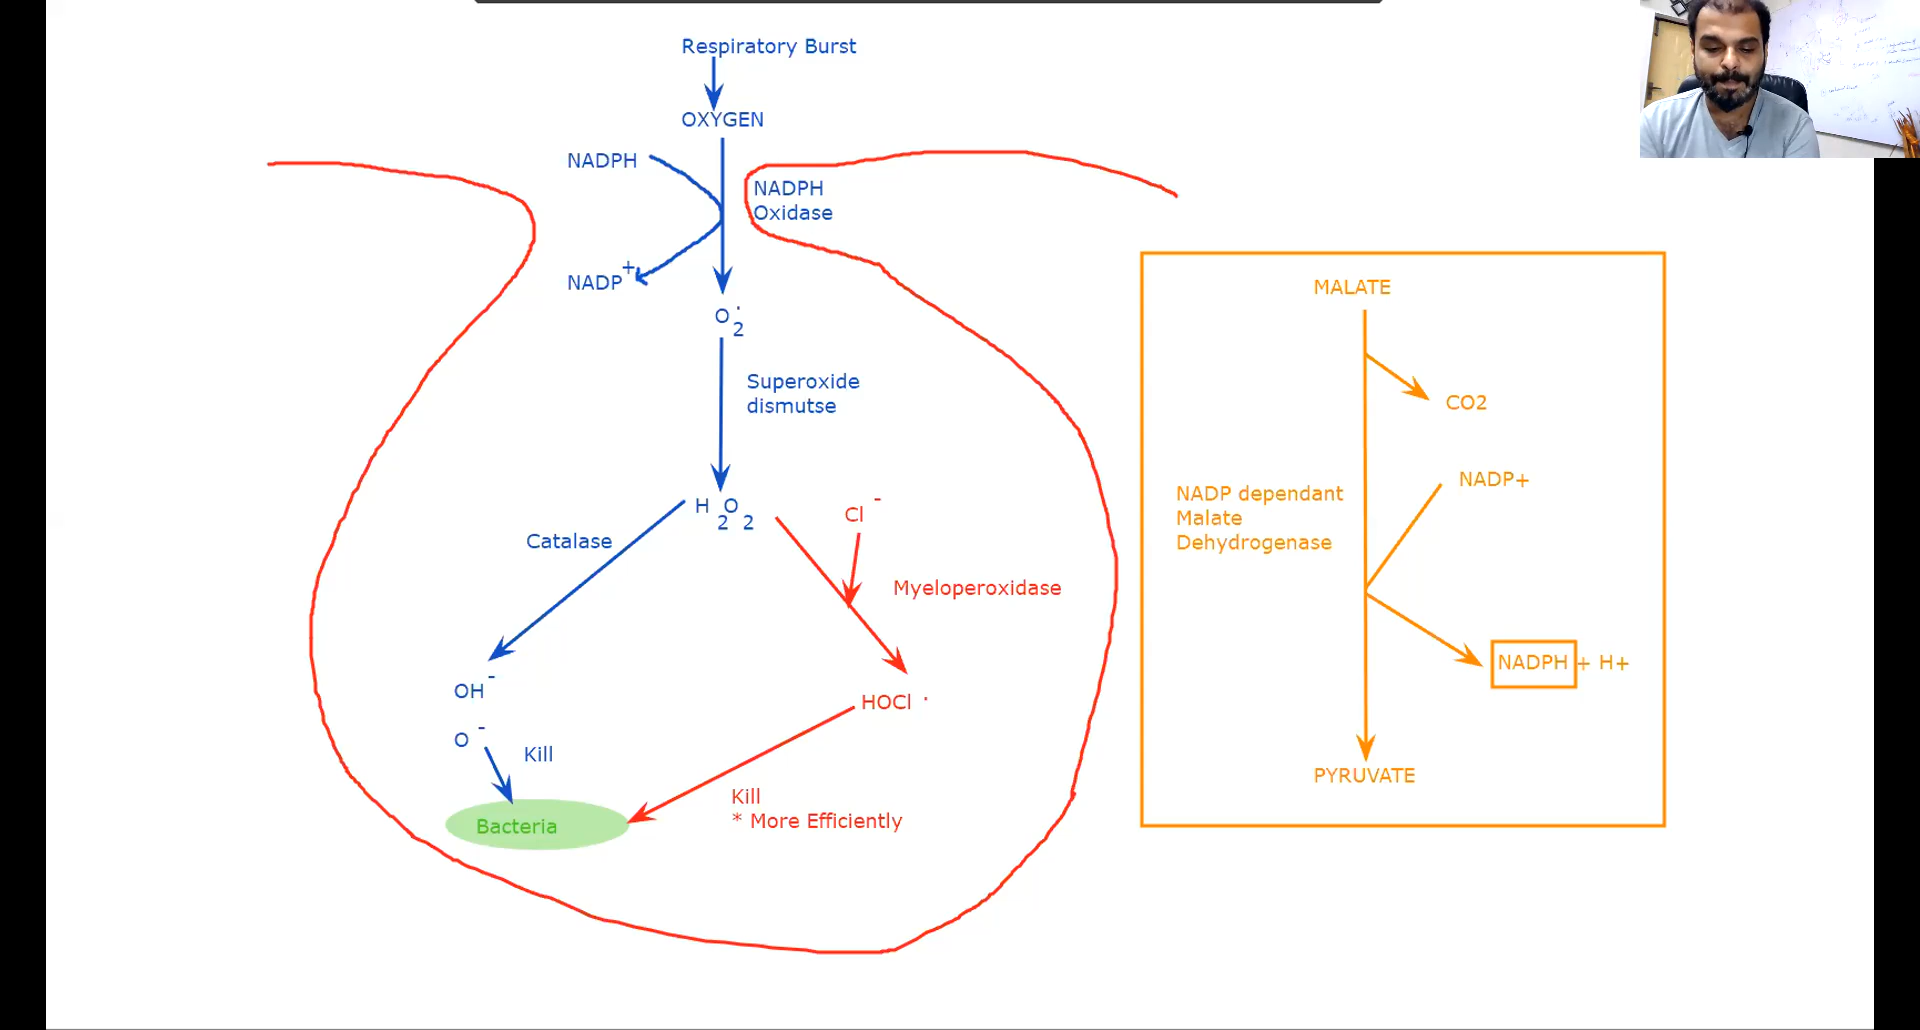 Respiratory Burst
OXYGEN
NADPH
NADPH
Oxidase
NADP+
O2·
Superoxide
dismutse
H2O2
Cl-
Catalase
Myeloperoxidase
OH-
HOCl ·
O-
Kill
Kill
* More Efficiently
Bacteria
MALATE
CO2
NADP+
NADP dependant
Malate
Dehydrogenase
NADPH + H+
PYRUVATE